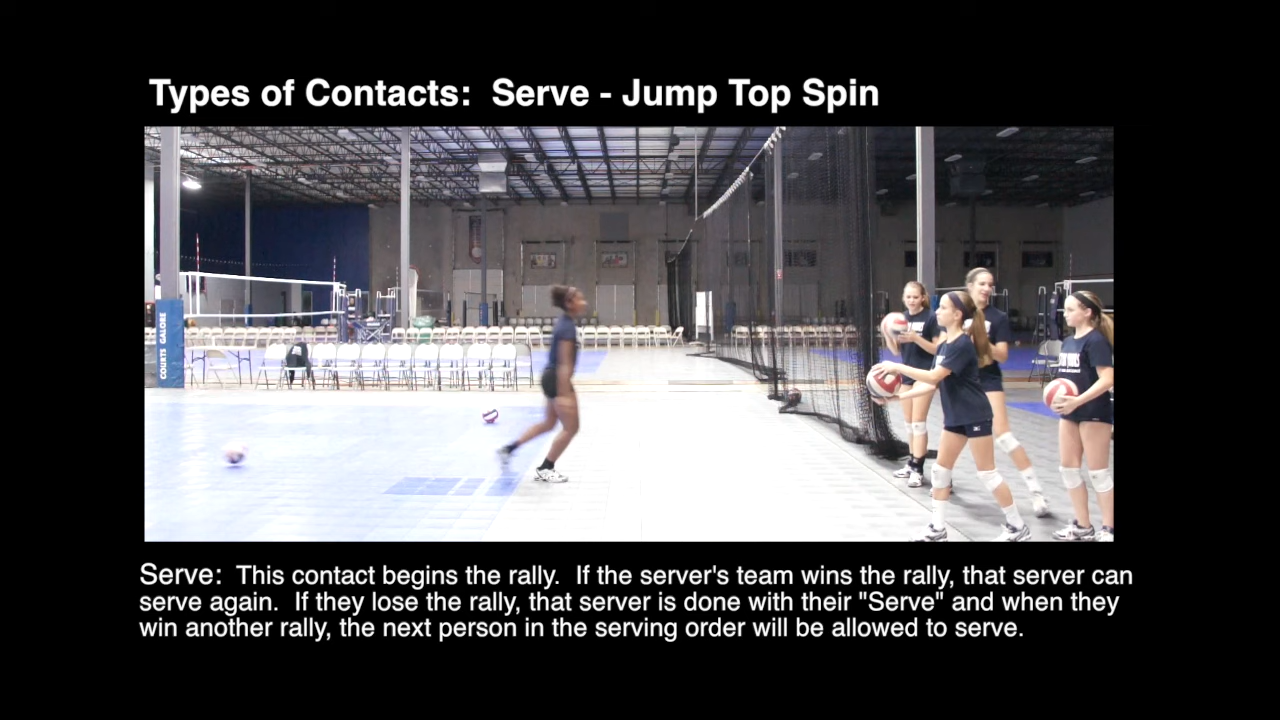 Types of Contacts:  Serve - Jump Top Spin
COURTS GALORE
Serve:  This contact begins the rally.  If the server's team wins the rally, that server can
serve again.  If they lose the rally, that server is done with their "Serve" and when they
win another rally, the next person in the serving order will be allowed to serve.